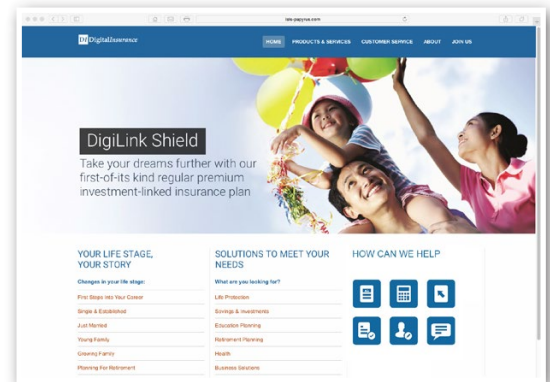 DI DigitalInsurance
HOME PRODUCTS & SERVICES CUSTOMER SERVICE ABOUT JOIN US
DigiLink Shield
Take your dreams further with our
first-of-its kind regular premium
investment-linked insurance plan
YOUR LIFE STAGE,
YOUR STORY
Changes in your life stage:
First Steps into Your Career
Single & Established
Just Married
Young Family
Growing Family
Planning For Retirement
SOLUTIONS TO MEET YOUR
NEEDS
What are you looking for?
Life Protection
Savings & Investments
Education Planning
Retirement Planning
Health
Business Solutions
HOW CAN WE HELP